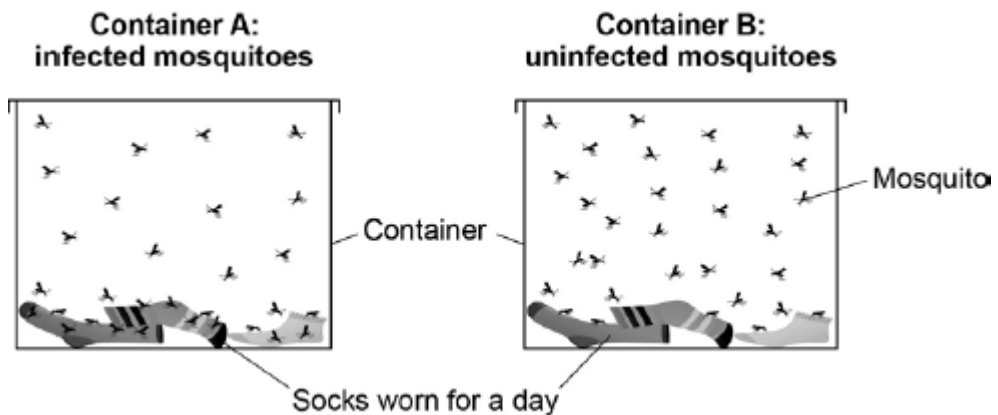 Container A:
infected mosquitoes
Container B:
uninfected mosquitoes
Mosquito
Container
Socks worn for a day